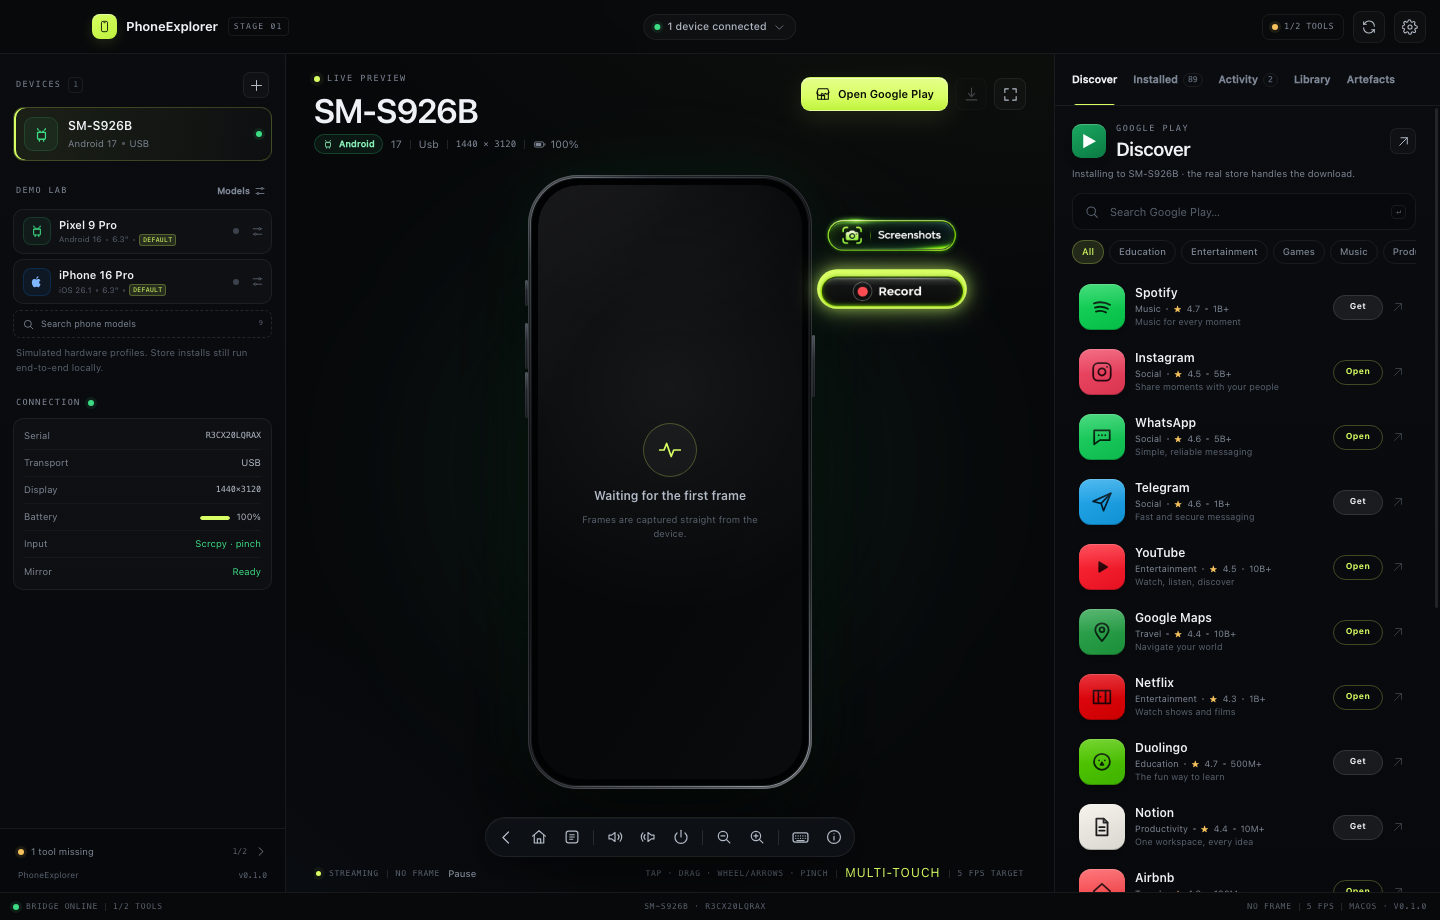 PhoneExplorer STAGE 01
1 device connected
1/2 TOOLS
DEVICES 1
SM-S926B
Android 17 • USB
DEMO LAB Models
Pixel 9 Pro
Android 16 • 6.3" • DEFAULT
iPhone 16 Pro
iOS 26.1 • 6.3" • DEFAULT
Search phone models 9
Simulated hardware profiles. Store installs still run
end-to-end locally.
CONNECTION
Serial R3CX20LQRAX
Transport USB
Display 1440×3120
Battery 100%
Input Scrcpy · pinch
Mirror Ready
1 tool missing 1/2
PhoneExplorer v0.1.0
LIVE PREVIEW
SM-S926B
Android 17 | Usb | 1440 × 3120 | 100%
Open Google Play
Screenshots
Record
Waiting for the first frame
Frames are captured straight from the
device.
STREAMING | NO FRAME Pause
TAP · DRAG · WHEEL/ARROWS · PINCH | MULTI-TOUCH | 5 FPS TARGET
Discover Installed 89 Activity 2 Library Artefacts
GOOGLE PLAY
Discover
Installing to SM-S926B · the real store handles the download.
Search Google Play...
All Education Entertainment Games Music Prod
Spotify
Music · ★ 4.7 · 1B+
Music for every moment
Get
Instagram
Social · ★ 4.5 · 5B+
Share moments with your people
Open
WhatsApp
Social · ★ 4.6 · 5B+
Simple, reliable messaging
Open
Telegram
Social · ★ 4.6 · 1B+
Fast and secure messaging
Get
YouTube
Entertainment · ★ 4.5 · 10B+
Watch, listen, discover
Open
Google Maps
Travel · ★ 4.4 · 10B+
Navigate your world
Open
Netflix
Entertainment · ★ 4.3 · 1B+
Watch shows and films
Open
Duolingo
Education · ★ 4.7 · 500M+
The fun way to learn
Get
Notion
Productivity · ★ 4.4 · 10M+
One workspace, every idea
Get
Airbnb
Open
BRIDGE ONLINE | 1/2 TOOLS
SM-S926B · R3CX20LQRAX
NO FRAME | 5 FPS | MACOS · V0.1.0